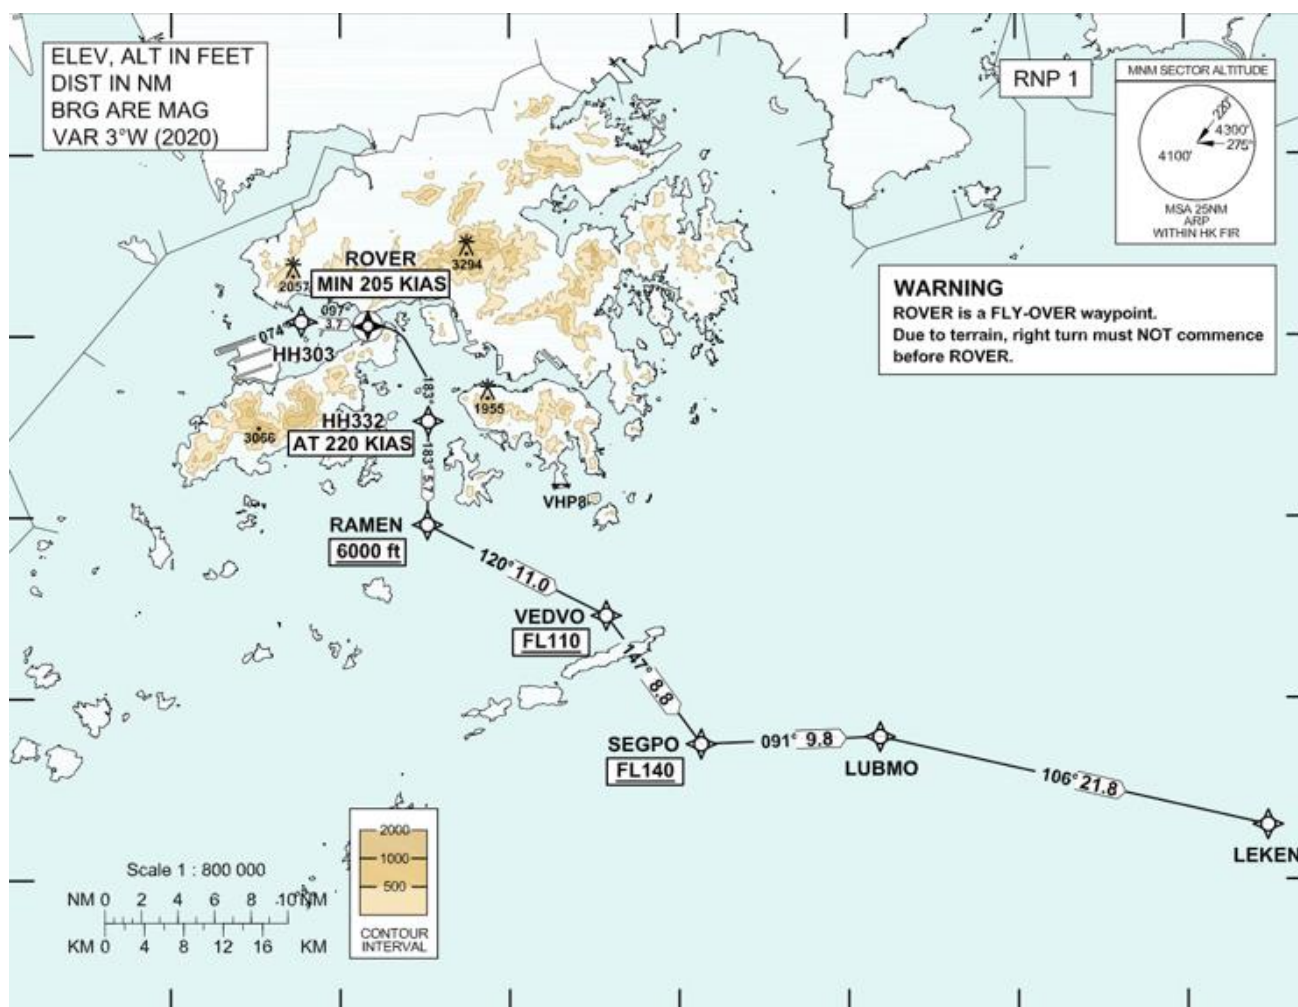 ELEV, ALT IN FEET
DIST IN NM
BRG ARE MAG
VAR 3°W (2020)
RNP 1
MNM SECTOR ALTITUDE
220°
4300'
275°
4100'
MSA 25NM
ARP
WITHIN HK FIR
WARNING
ROVER is a FLY-OVER waypoint.
Due to terrain, right turn must NOT commence
before ROVER.
3294
2057
ROVER
MIN 205 KIAS
074°
097°
3.7
HH303
183°
1955
3066
HH332
AT 220 KIAS
183° 5.7
VHP8
RAMEN
6000 ft
120° 11.0
VEDVO
FL110
147° 8.8
SEGPO
FL140
091° 9.8
LUBMO
106° 21.8
LEKEN
2000
1000
500
CONTOUR
INTERVAL
Scale 1 : 800 000
NM 0 2 4 6 8 10 NM
KM 0 4 8 12 16 KM